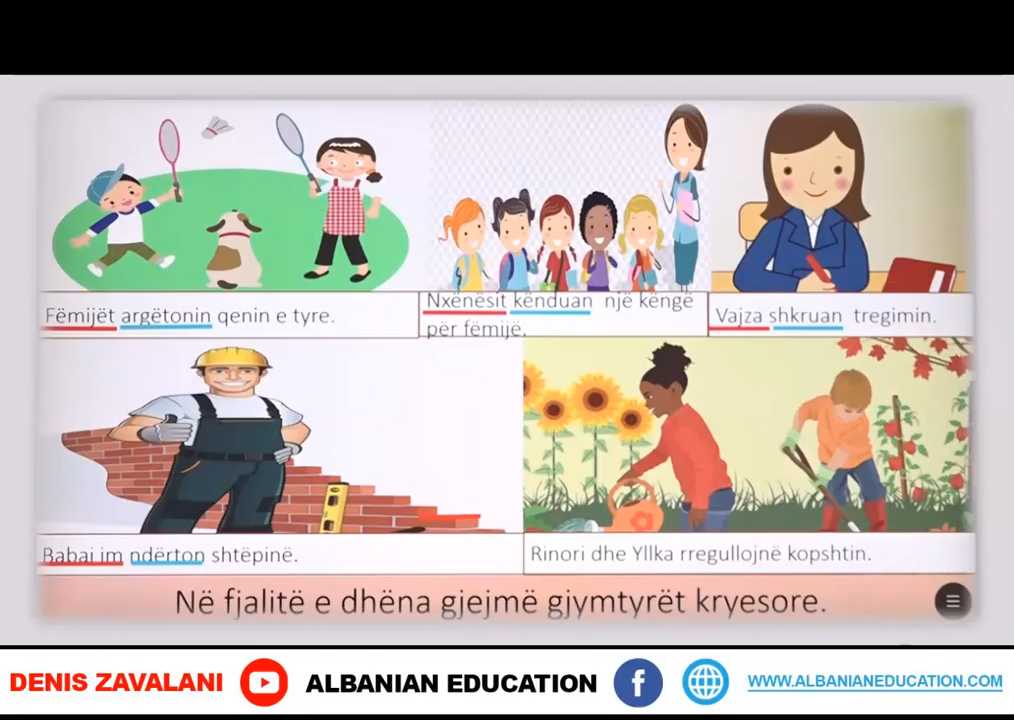 Fëmijët argëtonin qenin e tyre.
Nxënësit kënduan një këngë
për fëmijë.
Vajza shkruan tregimin.
Babai im ndërton shtëpinë.
Rinori dhe Yllka rregullojnë kopshtin.
Në fjalitë e dhëna gjejmë gjymtyrët kryesore.
DENIS ZAVALANI
ALBANIAN EDUCATION
WWW.ALBANIANEDUCATION.COM